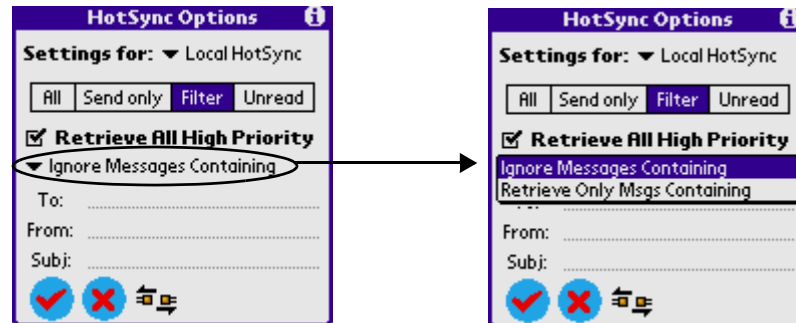 HotSync Options
Settings for: Local HotSync
All Send only Filter Unread
Retrieve All High Priority
Ignore Messages Containing
To:
From:
Subj:
HotSync Options
Settings for: Local HotSync
All Send only Filter Unread
Retrieve All High Priority
Ignore Messages Containing
Retrieve Only Msgs Containing
From:
Subj: